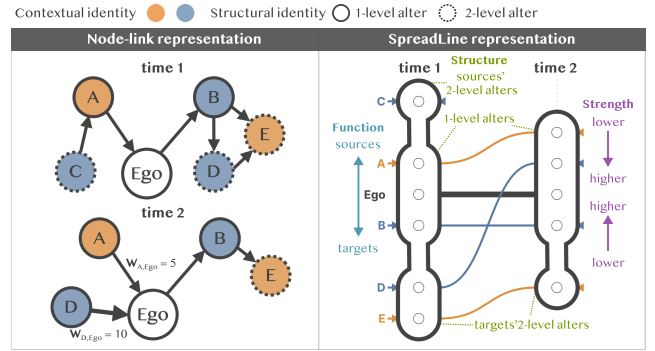 Contextual identity Structural identity 1-level alter 2-level alter
Node-link representation
SpreadLine representation
time 1
A
B
E
C
Ego
D
time 2
A
B
W_A,Ego = 5
E
D
Ego
W_D,Ego = 10
time 1
Structure
sources'
2-level alters
time 2
C
1-level alters
Strength
lower
Function
sources
A
higher
Ego
higher
B
targets
lower
D
E
targets'2-level alters